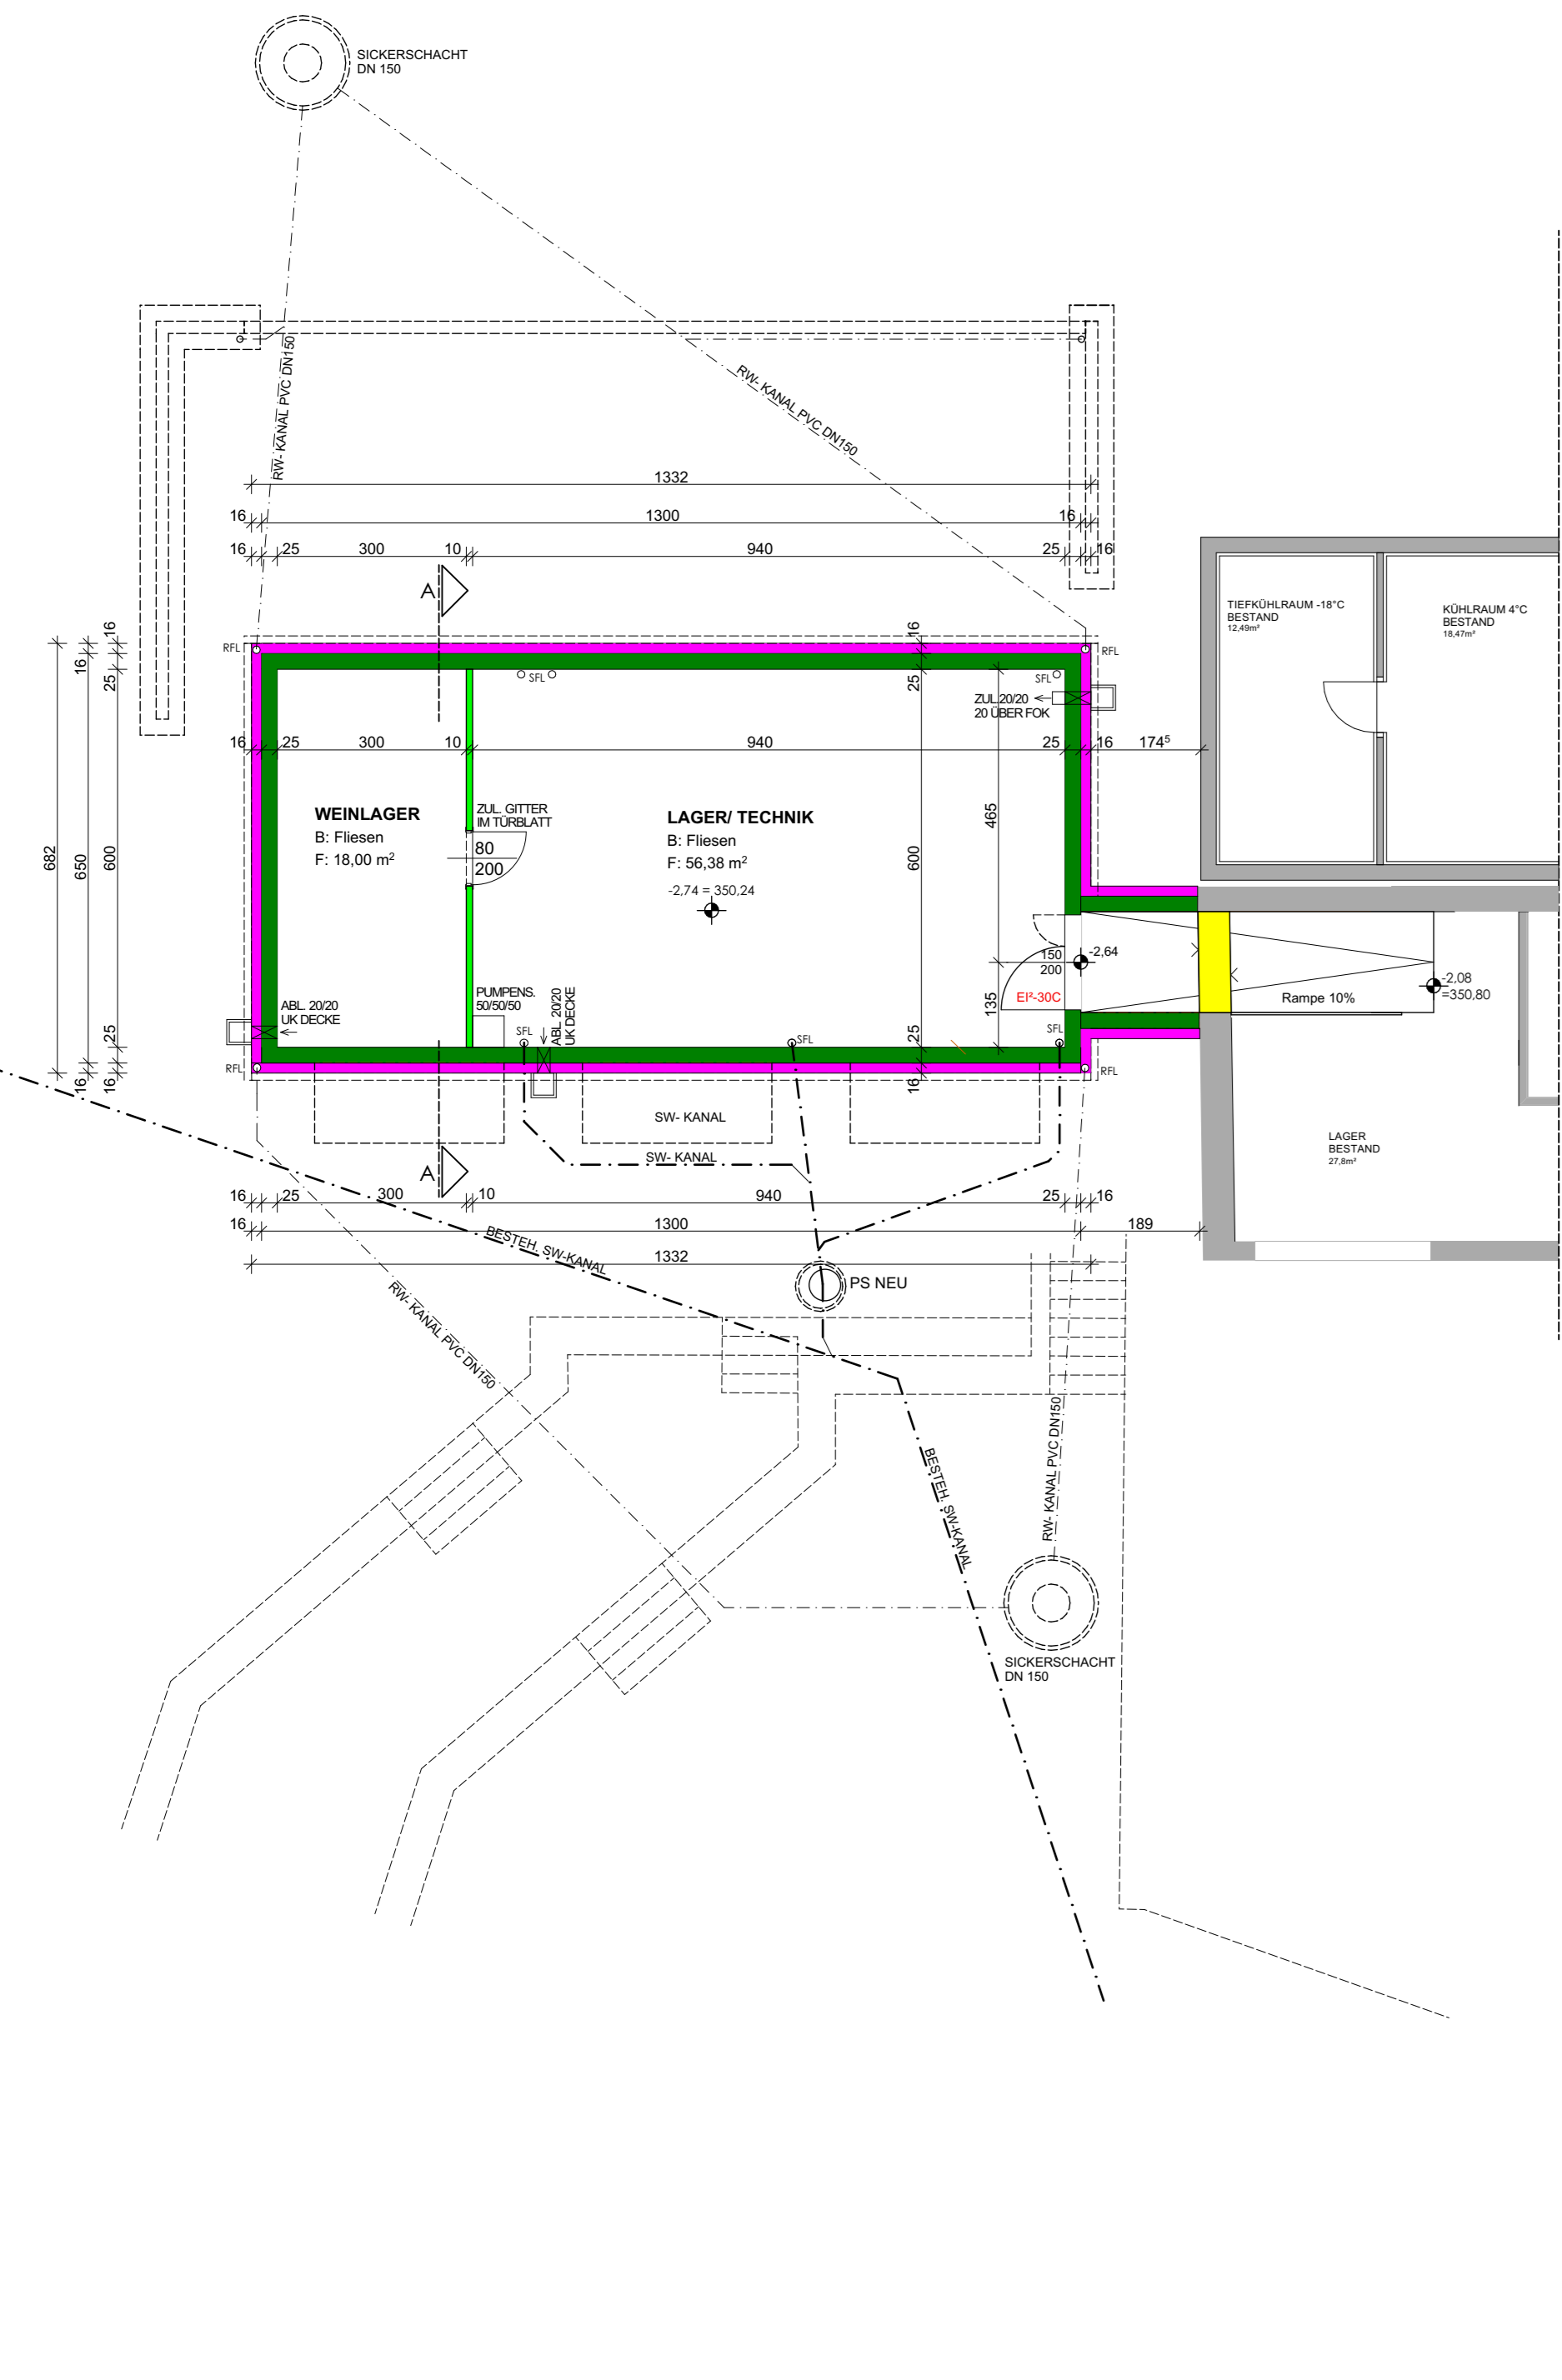 SICKERSCHACHT
DN 150
RW- KANAL PVC DN150
RW- KANAL PVC DN150
1332
16
1300
16
16
25
300
10
940
25
16
A
TIEFKÜHLRAUM -18°C
BESTAND
12,49m²
KÜHLRAUM 4°C
BESTAND
18,47m²
RFL
RFL
16
16
25
682
650
600
16
25
SFL
SFL
ZUL.20/20
20 ÜBER FOK
16
25
300
10
940
25
16
174⁵
WEINLAGER
B: Fliesen
F: 18,00 m²
ZUL. GITTER
IM TÜRBLATT
80
200
LAGER/ TECHNIK
B: Fliesen
F: 56,38 m²
-2,74 = 350,24
600
465
135
150
200
-2,64
EI²-30C
Rampe 10%
-2,08
=350,80
ABL. 20/20
UK DECKE
PUMPENS.
50/50/50
ABL. 20/20
UK DECKE
SFL
SFL
SFL
25
16
16
25
16
RFL
RFL
SW- KANAL
SW- KANAL
LAGER
BESTAND
27,8m²
A
16
25
300
10
940
25
16
16
1300
189
1332
BESTEH. SW-KANAL
PS NEU
RW- KANAL PVC DN150
RW- KANAL PVC DN150
BESTEH. SW-KANAL
SICKERSCHACHT
DN 150